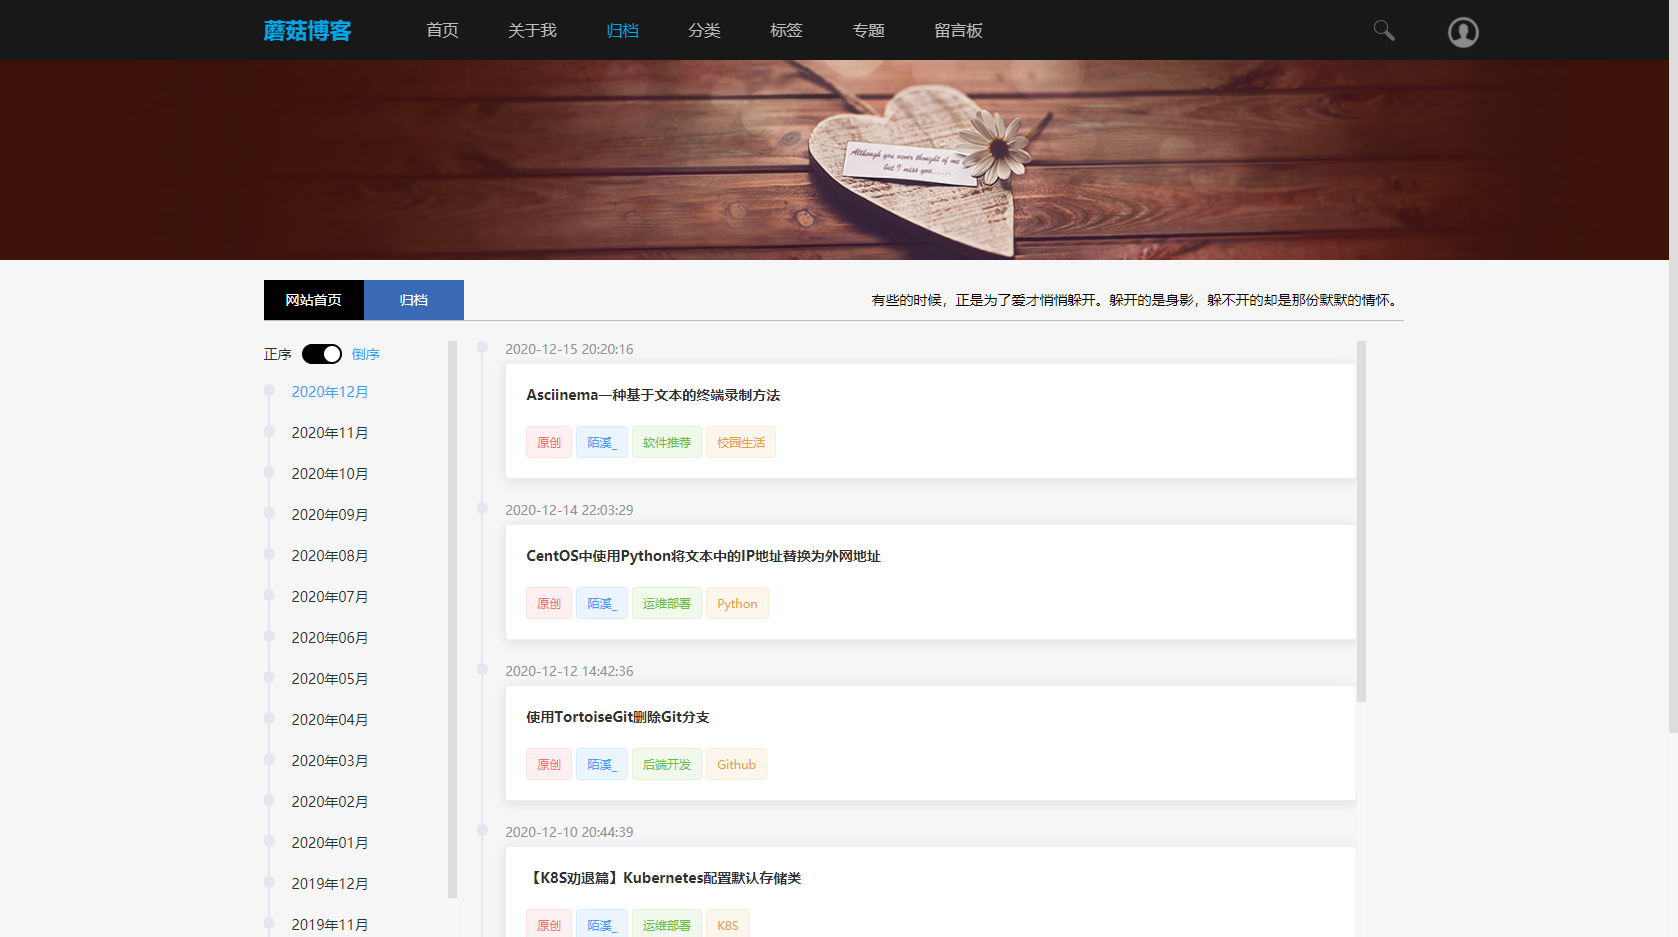 蘑菇博客 首页 关于我 归档 分类 标签 专题 留言板
Although you never thought of me
but I miss you......
网站首页 归档 有些的时候，正是为了爱才悄悄躲开。躲开的是身影，躲不开的却是那份默默的情怀。
正序 倒序
2020年12月
2020年11月
2020年10月
2020年09月
2020年08月
2020年07月
2020年06月
2020年05月
2020年04月
2020年03月
2020年02月
2020年01月
2019年12月
2019年11月
2020-12-15 20:20:16
Asciinema一种基于文本的终端录制方法
原创 陌溪_ 软件推荐 校园生活
2020-12-14 22:03:29
CentOS中使用Python将文本中的IP地址替换为外网地址
原创 陌溪_ 运维部署 Python
2020-12-12 14:42:36
使用TortoiseGit删除Git分支
原创 陌溪_ 后端开发 Github
2020-12-10 20:44:39
【K8S劝退篇】Kubernetes配置默认存储类
原创 陌溪_ 运维部署 K8S